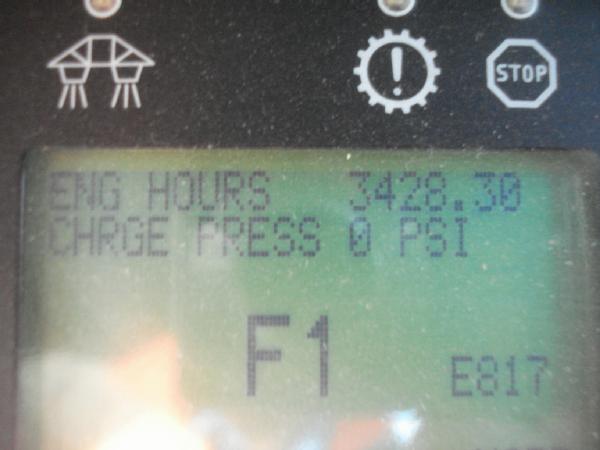 STOP
ENG HOURS 3428.30
CHRGE PRESS 0 PSI
F1
E817